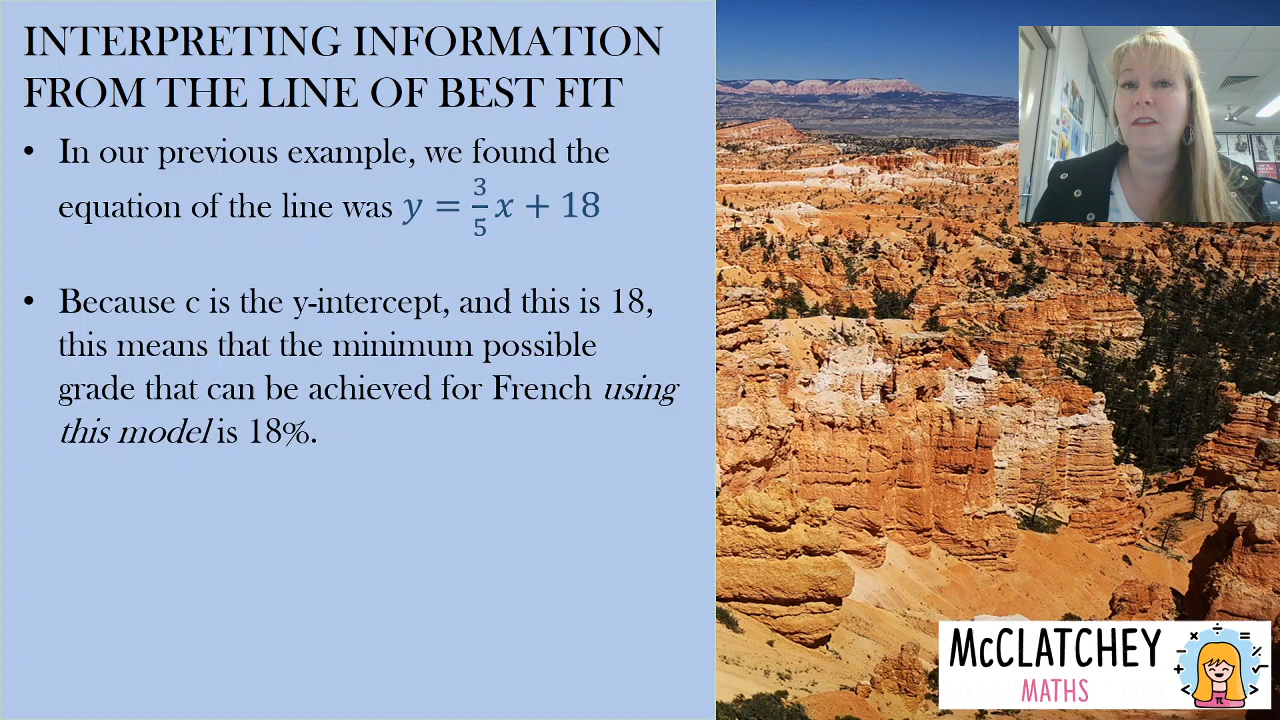 INTERPRETING INFORMATION
FROM THE LINE OF BEST FIT
• In our previous example, we found the
equation of the line was y = 3/5 x + 18
• Because c is the y-intercept, and this is 18,
this means that the minimum possible
grade that can be achieved for French using
this model is 18%.
McCLATCHEY
MATHS